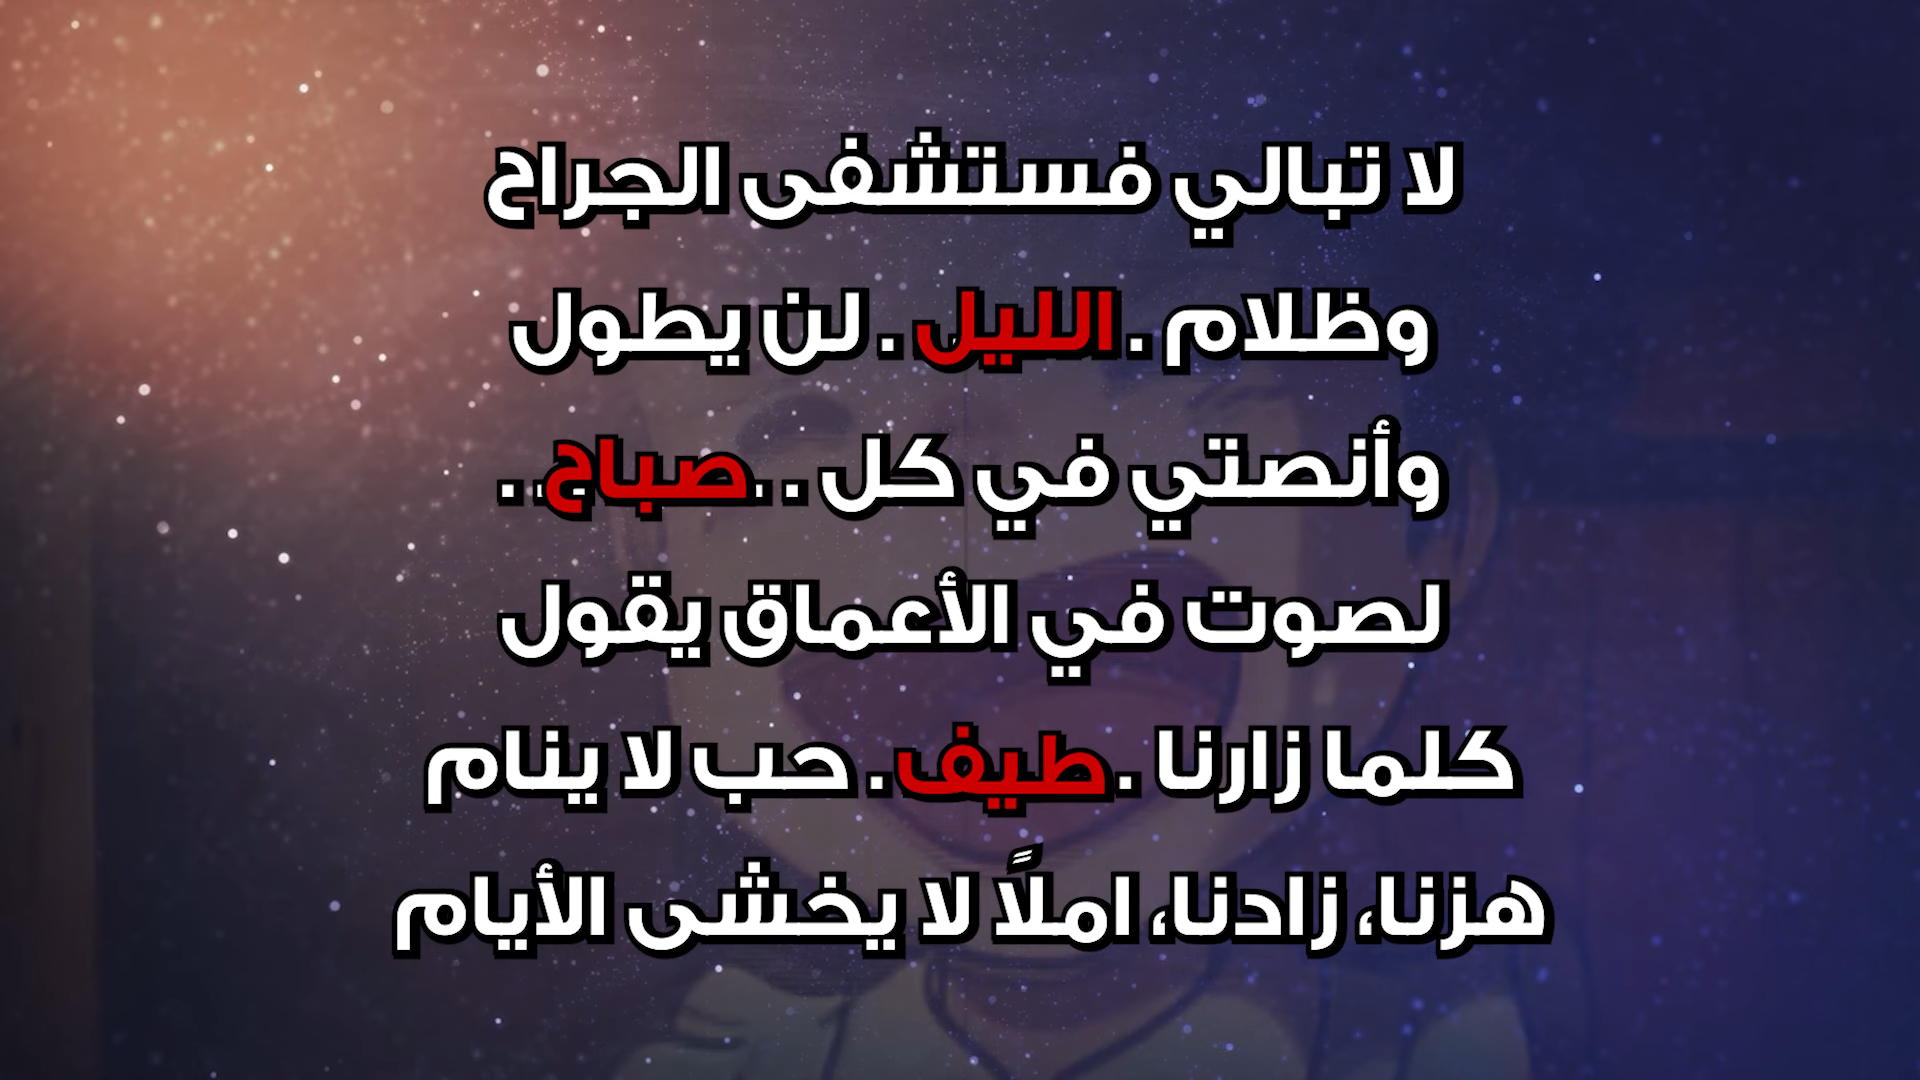 لا تبالي فستشفى الجراح
وظلام . الليل . لن يطول
وأنصتي في كل . . صباح . .
لصوت في الأعماق يقول
كلما زارنا . طيف . حب لا ينام
هزنا، زادنا، املاً لا يخشى الأيام